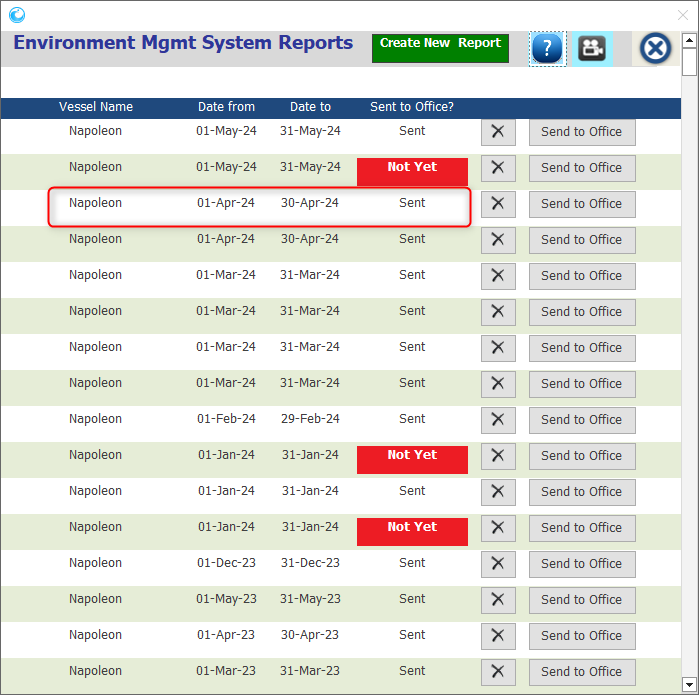 Environment Mgmt System Reports Create New Report ?
Vessel Name Date from Date to Sent to Office?
Napoleon 01-May-24 31-May-24 Sent Send to Office
Napoleon 01-May-24 31-May-24 Not Yet Send to Office
Napoleon 01-Apr-24 30-Apr-24 Sent Send to Office
Napoleon 01-Apr-24 30-Apr-24 Sent Send to Office
Napoleon 01-Mar-24 31-Mar-24 Sent Send to Office
Napoleon 01-Mar-24 31-Mar-24 Sent Send to Office
Napoleon 01-Mar-24 31-Mar-24 Sent Send to Office
Napoleon 01-Mar-24 31-Mar-24 Sent Send to Office
Napoleon 01-Feb-24 29-Feb-24 Sent Send to Office
Napoleon 01-Jan-24 31-Jan-24 Not Yet Send to Office
Napoleon 01-Jan-24 31-Jan-24 Sent Send to Office
Napoleon 01-Jan-24 31-Jan-24 Not Yet Send to Office
Napoleon 01-Dec-23 31-Dec-23 Sent Send to Office
Napoleon 01-May-23 31-May-23 Sent Send to Office
Napoleon 01-Apr-23 30-Apr-23 Sent Send to Office
Napoleon 01-Mar-23 31-Mar-23 Sent Send to Office